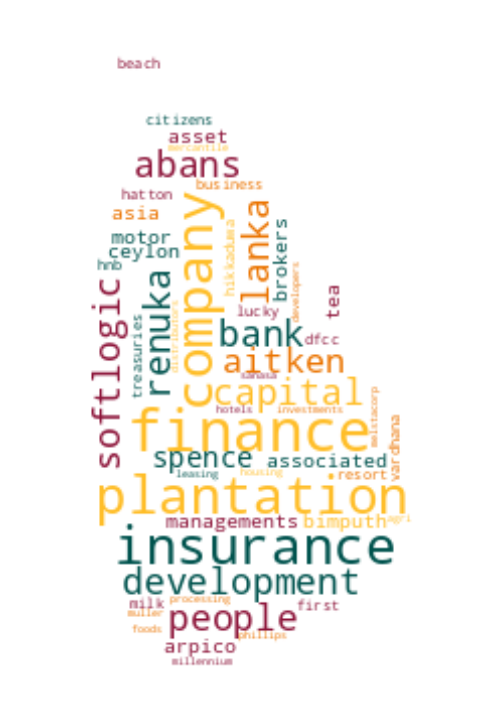 beach
citizens
asset
mercantile
abans
business
hatton
asia
motor
ceylon
hnb
company
hikkaduwa
lanka
brokers
developers
tea
renuka
treasuries
distributors
softlogic
lucky
bank
dfcc
aitken
sanasa
capital
hotels
investments
melstacorp
finance
vardhana
spence
associated
leasing
housing
resort
plantation
managements
bimputh
agri
insurance
development
processing
milk
first
muller
people
foods
phillips
arpico
millennium